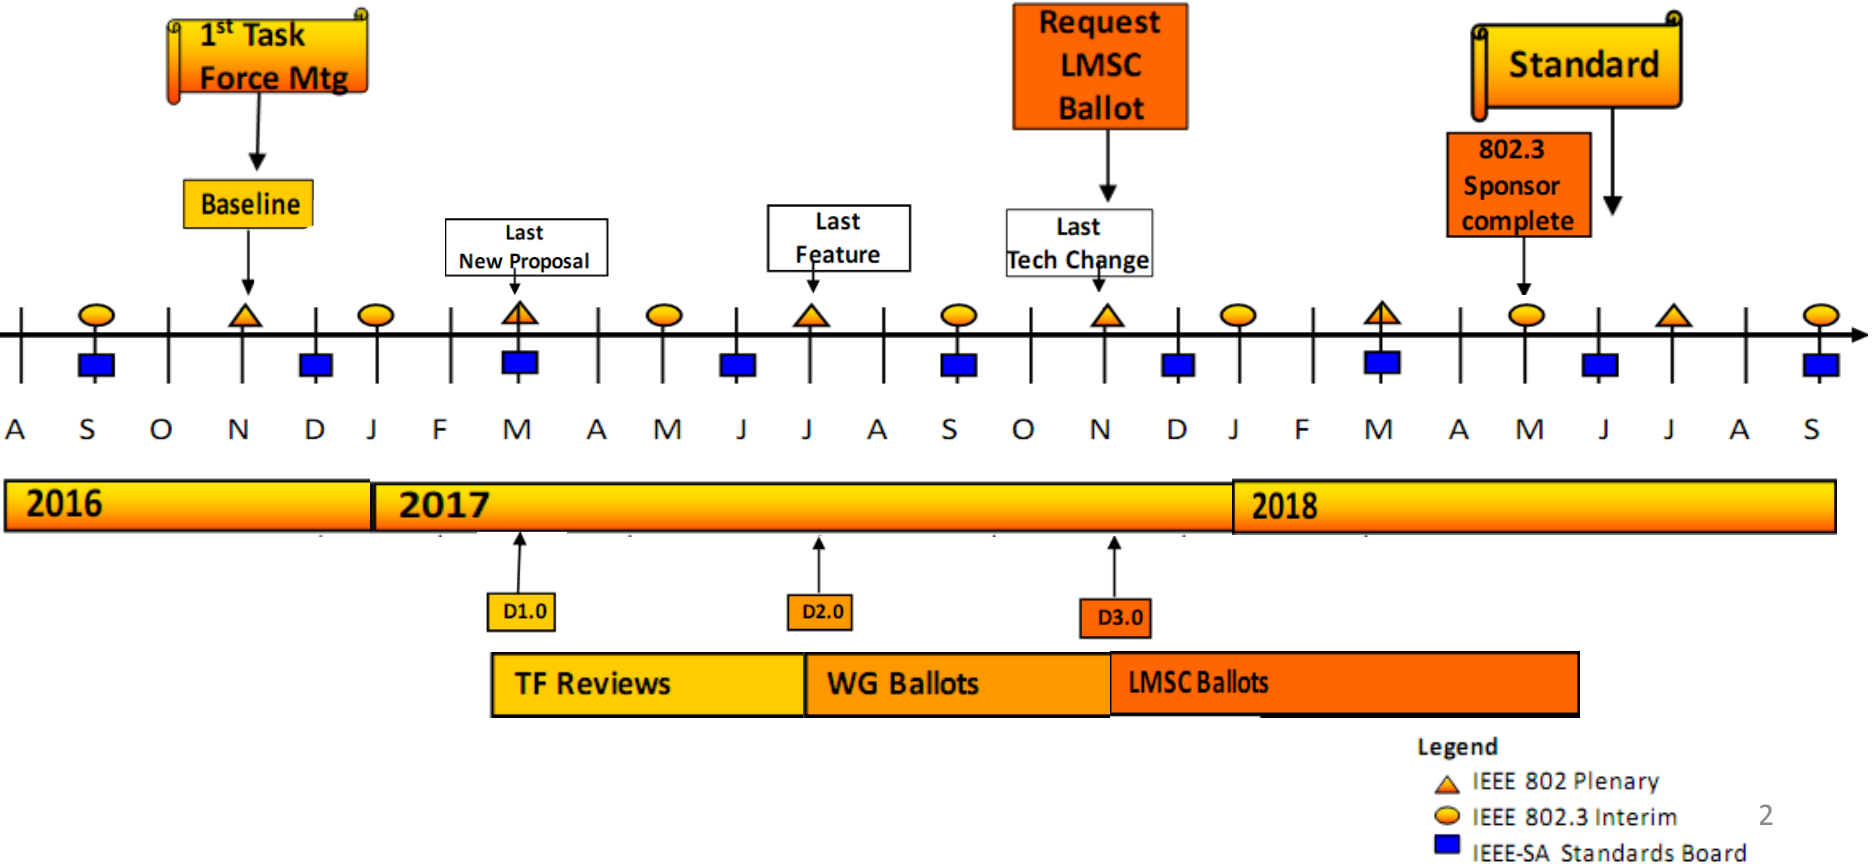 1st Task
Force Mtg
Request
LMSC
Ballot
Standard
802.3
Sponsor
complete
Baseline
Last
New Proposal
Last
Feature
Last
Tech Change
A S O N D J F M A M J J A S O N D J F M A M J J A S
2016 2017 2018
D1.0 D2.0 D3.0
TF Reviews WG Ballots LMSC Ballots
Legend
IEEE 802 Plenary
IEEE 802.3 Interim
2
IEEE-SA Standards Board